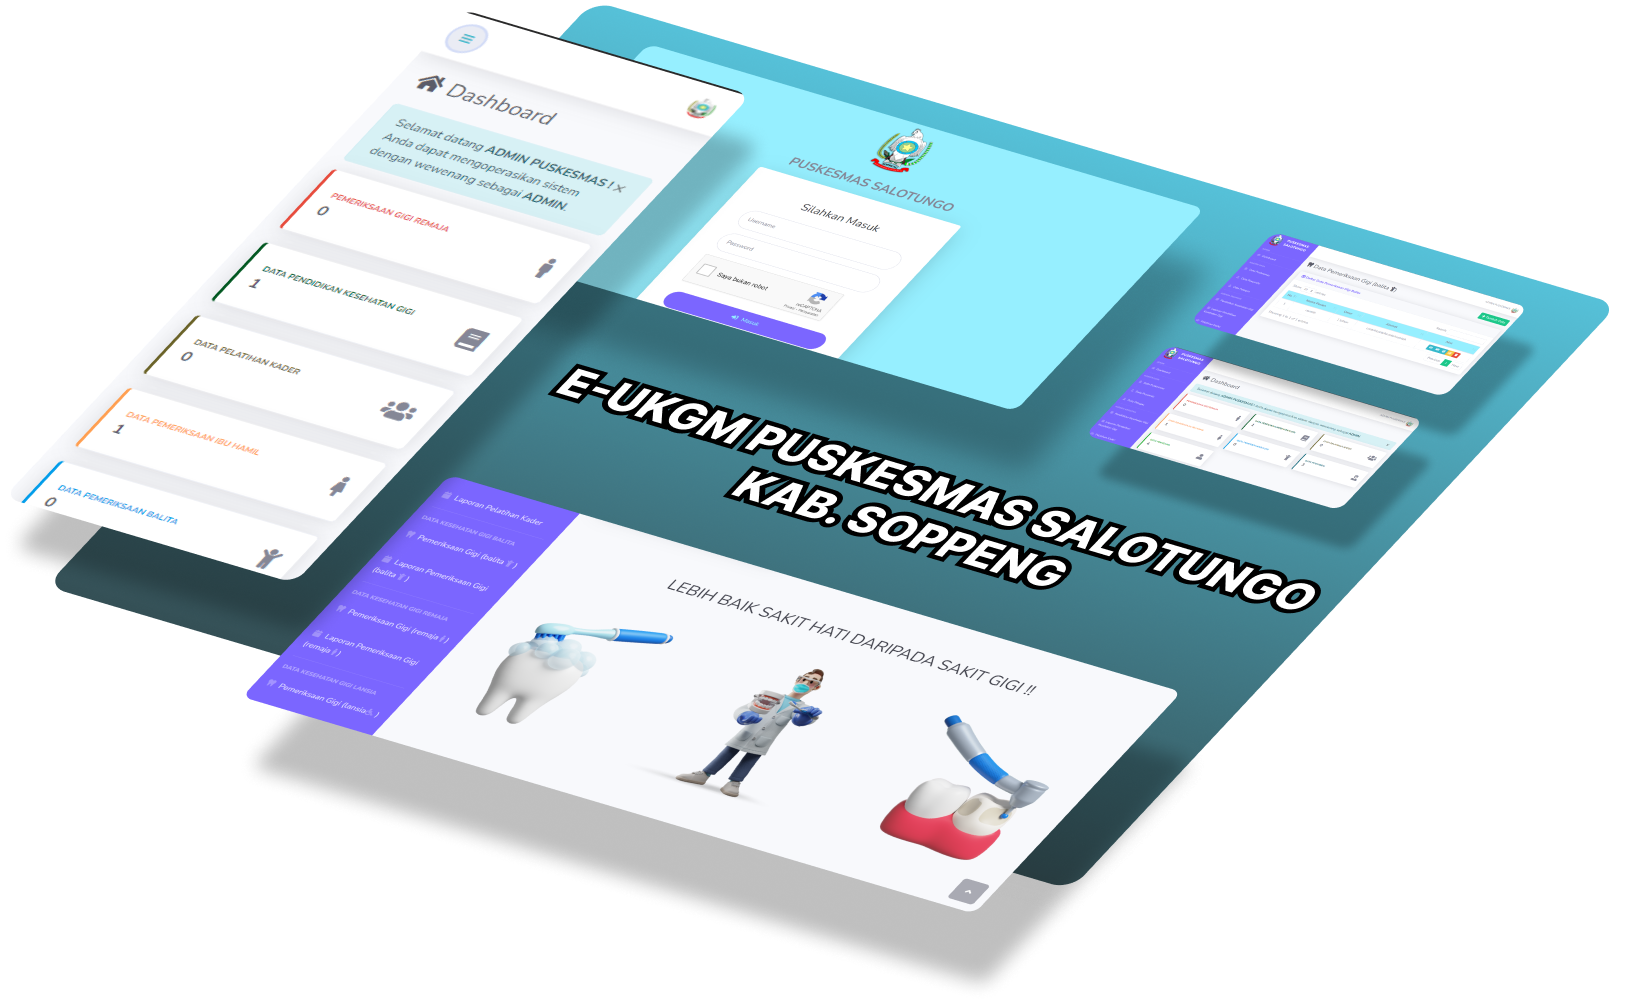 Dashboard
Selamat datang ADMIN PUSKESMAS !
Anda dapat mengoperasikan sistem
dengan wewenang sebagai ADMIN.
PEMERIKSAAN GIGI REMAJA
0
DATA PENDIDIKAN KESEHATAN GIGI
1
DATA PELATIHAN KADER
0
DATA PEMERIKSAAN IBU HAMIL
1
DATA PEMERIKSAAN BALITA
0
PUSKESMAS SALOTUNGO
Silahkan Masuk
Username
Password
Saya bukan robot
reCAPTCHA
Masuk
PUSKESMAS
SALOTUNGO
Data Pemeriksaan Gigi (balita
PUSKESMAS
SALOTUNGO
Dashboard
E-UKGM PUSKESMAS SALOTUNGO
KAB. SOPPENG
Laporan Pelatihan Kader
DATA KESEHATAN GIGI BALITA
Pemeriksaan Gigi (balita )
Laporan Pemeriksaan Gigi
(balita )
DATA KESEHATAN GIGI REMAJA
Pemeriksaan Gigi (remaja )
Laporan Pemeriksaan Gigi
(remaja )
DATA KESEHATAN GIGI LANSIA
Pemeriksaan Gigi (lansia )
LEBIH BAIK SAKIT HATI DARIPADA SAKIT GIGI !!